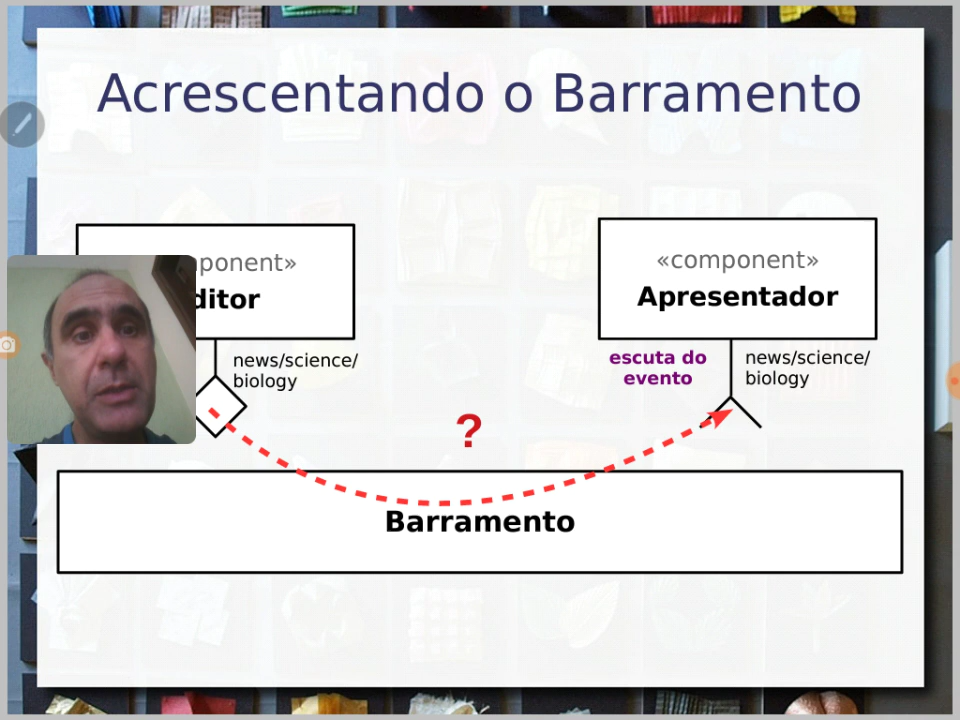 Acrescentando o Barramento
ponent»
ditor
news/science/
biology
«component»
Apresentador
escuta do
evento
news/science/
biology
?
Barramento